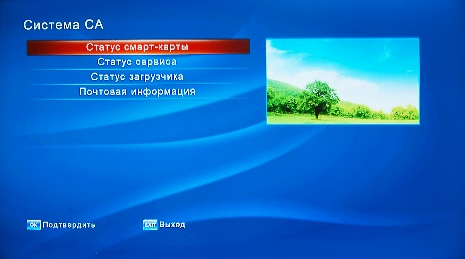 Система CA
Статус смарт-карты
Статус сервиса
Статус загрузчика
Почтовая информация
OK Подтвердить EXIT Выход